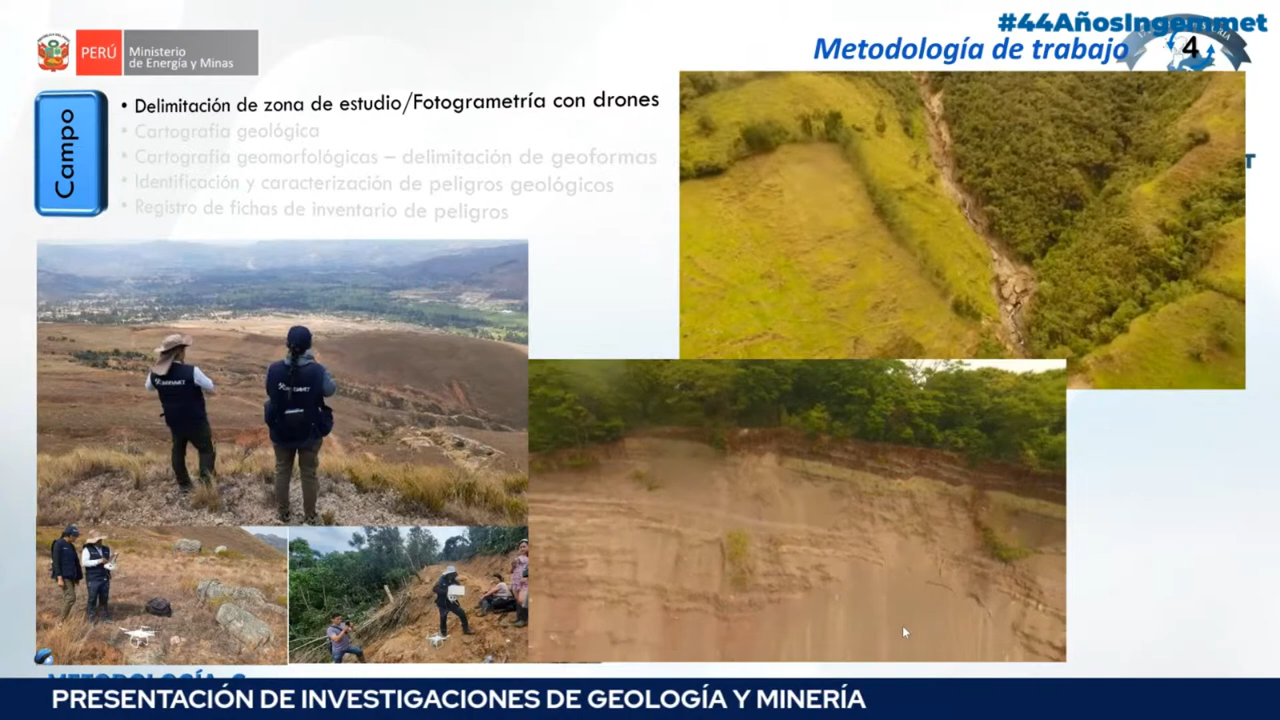 #44AñosIngemmet
Metodología de trabajo
4
PERÚ
Ministerio
de Energía y Minas
Campo
• Delimitación de zona de estudio/Fotogrametría con drones
• Cartografía geológica
• Cartografía geomorfológicas – delimitación de geoformas
• Identificación y caracterización de peligros geológicos
• Registro de fichas de inventario de peligros
PRESENTACIÓN DE INVESTIGACIONES DE GEOLOGÍA Y MINERÍA